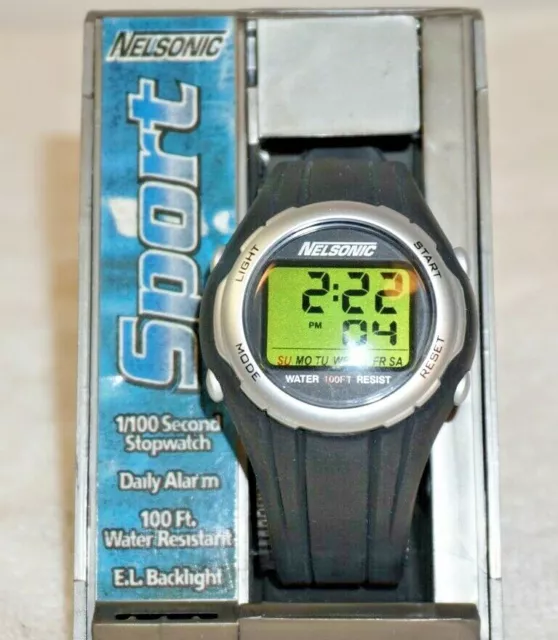 NELSONIC
Sport
1/100 Second
Stopwatch
Daily Alarm
100 Ft.
Water Resistant
E.L. Backlight
NELSONIC
LIGHT
START
MODE
RESET
2:22
PM 04
SU MO TU FR SA
WATER 100FT RESIST